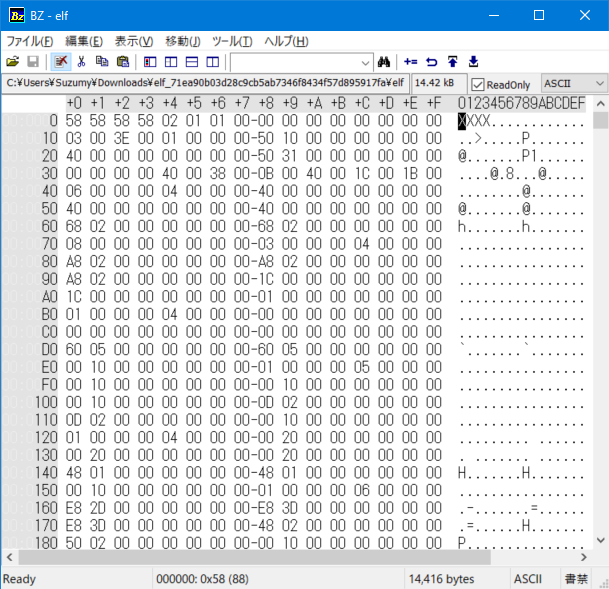 BZ - elf
ファイル(F) 編集(E) 表示(V) 移動(J) ツール(T) ヘルプ(H)
C:¥Users¥Suzumy¥Downloads¥elf_71ea90b03d28c9cb5ab7346f8434f57d895917fa¥elf 14.42 kB ReadOnly ASCII
+0 +1 +2 +3 +4 +5 +6 +7 -+8 +9 +A +B +C +D +E +F 0123456789ABCDEF
0 58 58 58 58 02 01 01 00-00 00 00 00 00 00 00 00 XXXX............
10 03 00 3E 00 01 00 00 00-50 10 00 00 00 00 00 00 ..>.....P.......
20 40 00 00 00 00 00 00 00-50 31 00 00 00 00 00 00 @.......P1......
30 00 00 00 00 40 00 38 00-0B 00 40 00 1C 00 1B 00 ....@.8...@.....
40 06 00 00 00 04 00 00 00-40 00 00 00 00 00 00 00 ........@.......
50 40 00 00 00 00 00 00 00-40 00 00 00 00 00 00 00 @.......@.......
60 68 02 00 00 00 00 00 00-68 02 00 00 00 00 00 00 h.......h.......
70 08 00 00 00 00 00 00 00-03 00 00 00 04 00 00 00 ................
80 A8 02 00 00 00 00 00 00-A8 02 00 00 00 00 00 00 ................
90 A8 02 00 00 00 00 00 00-1C 00 00 00 00 00 00 00 ................
A0 1C 00 00 00 00 00 00 00-01 00 00 00 00 00 00 00 ................
B0 01 00 00 00 04 00 00 00-00 00 00 00 00 00 00 00 ................
C0 00 00 00 00 00 00 00 00-00 00 00 00 00 00 00 00 ................
D0 60 05 00 00 00 00 00 00-60 05 00 00 00 00 00 00 `.......`.......
E0 00 10 00 00 00 00 00 00-01 00 00 00 05 00 00 00 ................
F0 00 10 00 00 00 00 00 00-00 10 00 00 00 00 00 00 ................
100 00 10 00 00 00 00 00 00-0D 02 00 00 00 00 00 00 ................
110 0D 02 00 00 00 00 00 00-00 10 00 00 00 00 00 00 ................
120 01 00 00 00 04 00 00 00-00 20 00 00 00 00 00 00 ......... ......
130 00 20 00 00 00 00 00 00-00 20 00 00 00 00 00 00 . ....... ......
140 48 01 00 00 00 00 00 00-48 01 00 00 00 00 00 00 H.......H.......
150 00 10 00 00 00 00 00 00-01 00 00 00 06 00 00 00 ................
160 E8 2D 00 00 00 00 00 00-E8 3D 00 00 00 00 00 00 .-.......=......
170 E8 3D 00 00 00 00 00 00-48 02 00 00 00 00 00 00 .=......H.......
180 50 02 00 00 00 00 00 00-00 10 00 00 00 00 00 00 P...............
Ready 000000: 0x58 (88) 14,416 bytes ASCII 書禁